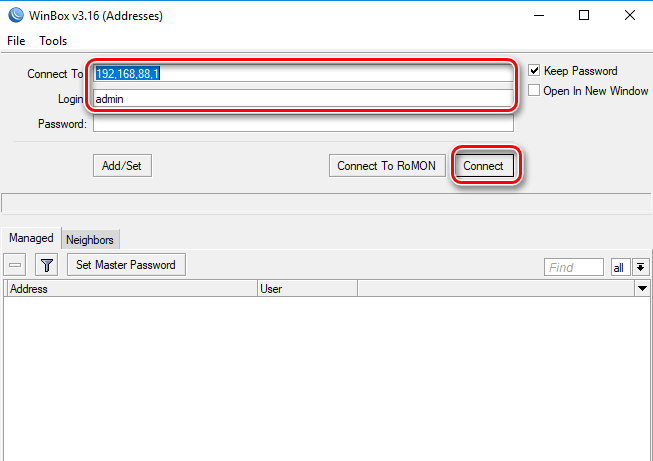 WinBox v3.16 (Addresses)
File Tools
Connect To 192,168,88,1 Keep Password
Login admin Open In New Window
Password:
Add/Set Connect To RoMON Connect
Managed Neighbors
Set Master Password Find all
Address User